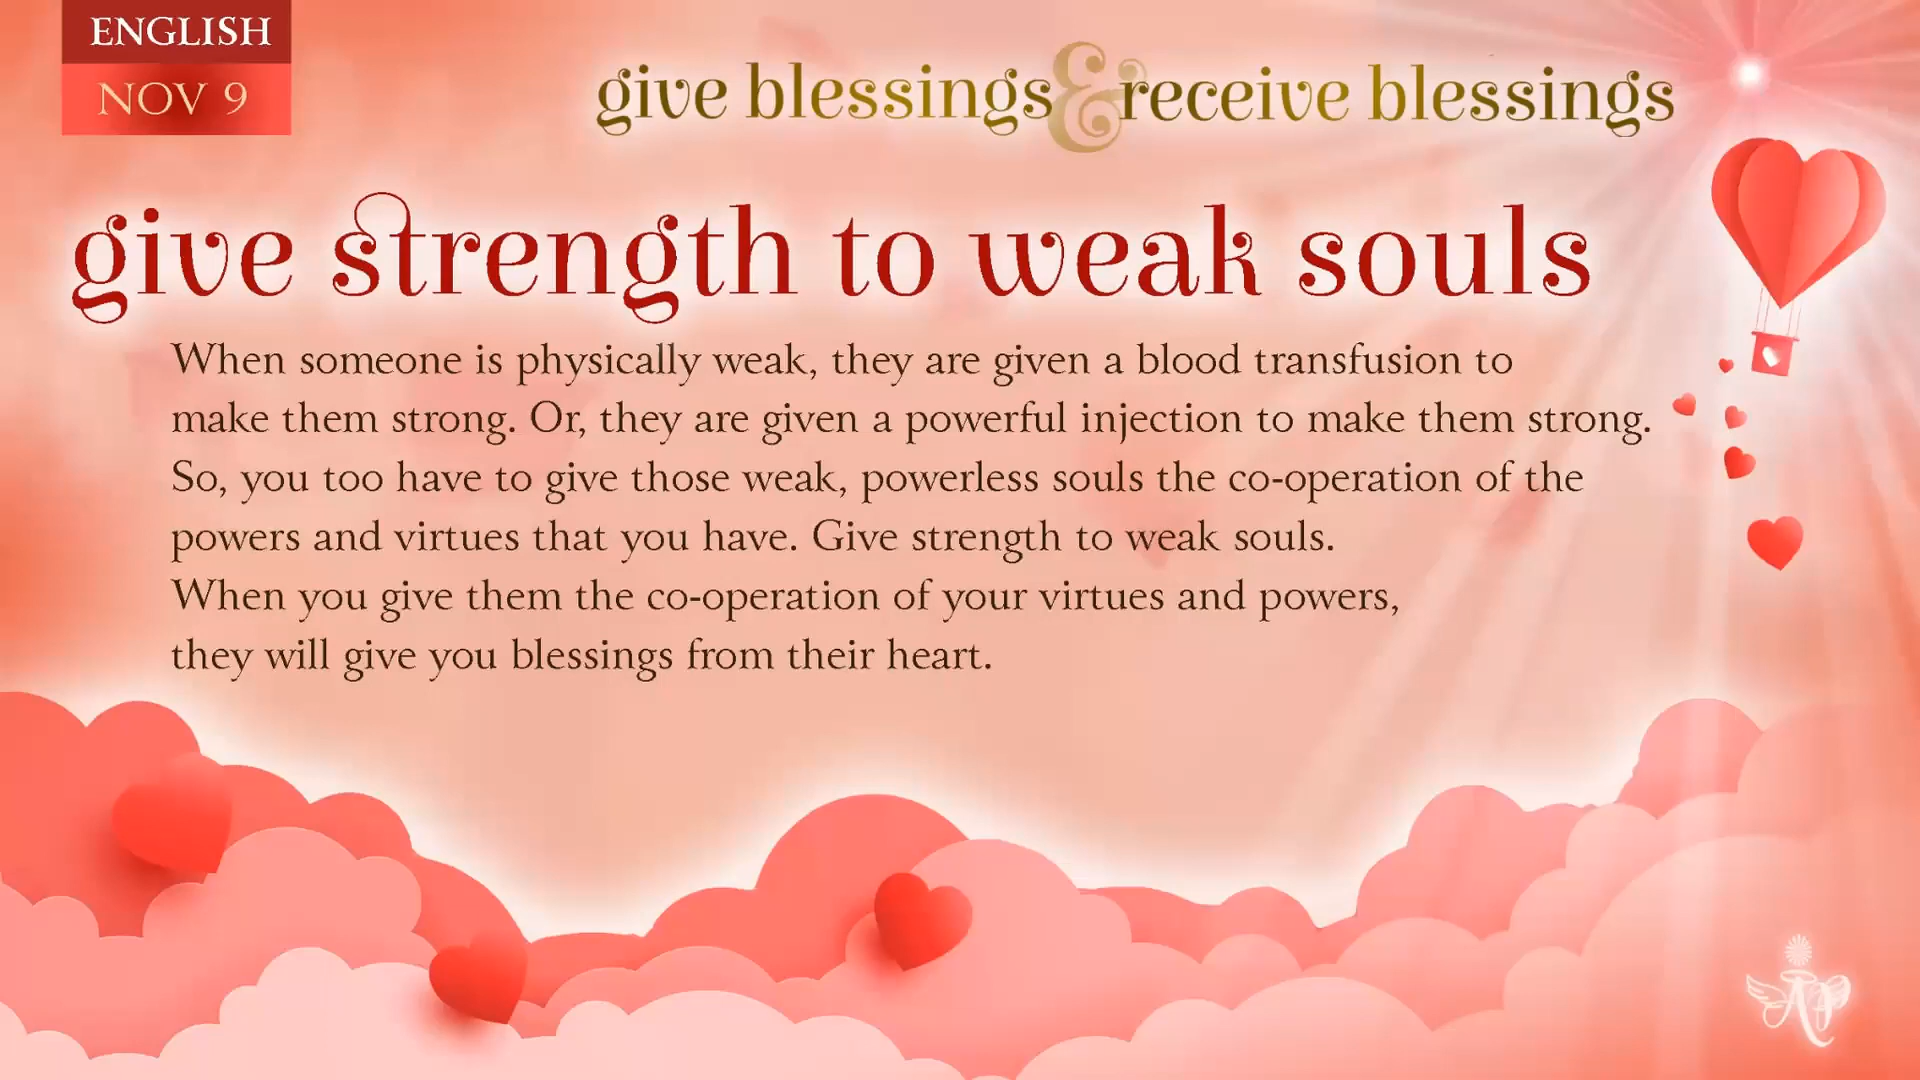 ENGLISH
NOV 9
give blessings & receive blessings
give strength to weak souls
When someone is physically weak, they are given a blood transfusion to
make them strong. Or, they are given a powerful injection to make them strong.
So, you too have to give those weak, powerless souls the co-operation of the
powers and virtues that you have. Give strength to weak souls.
When you give them the co-operation of your virtues and powers,
they will give you blessings from their heart.